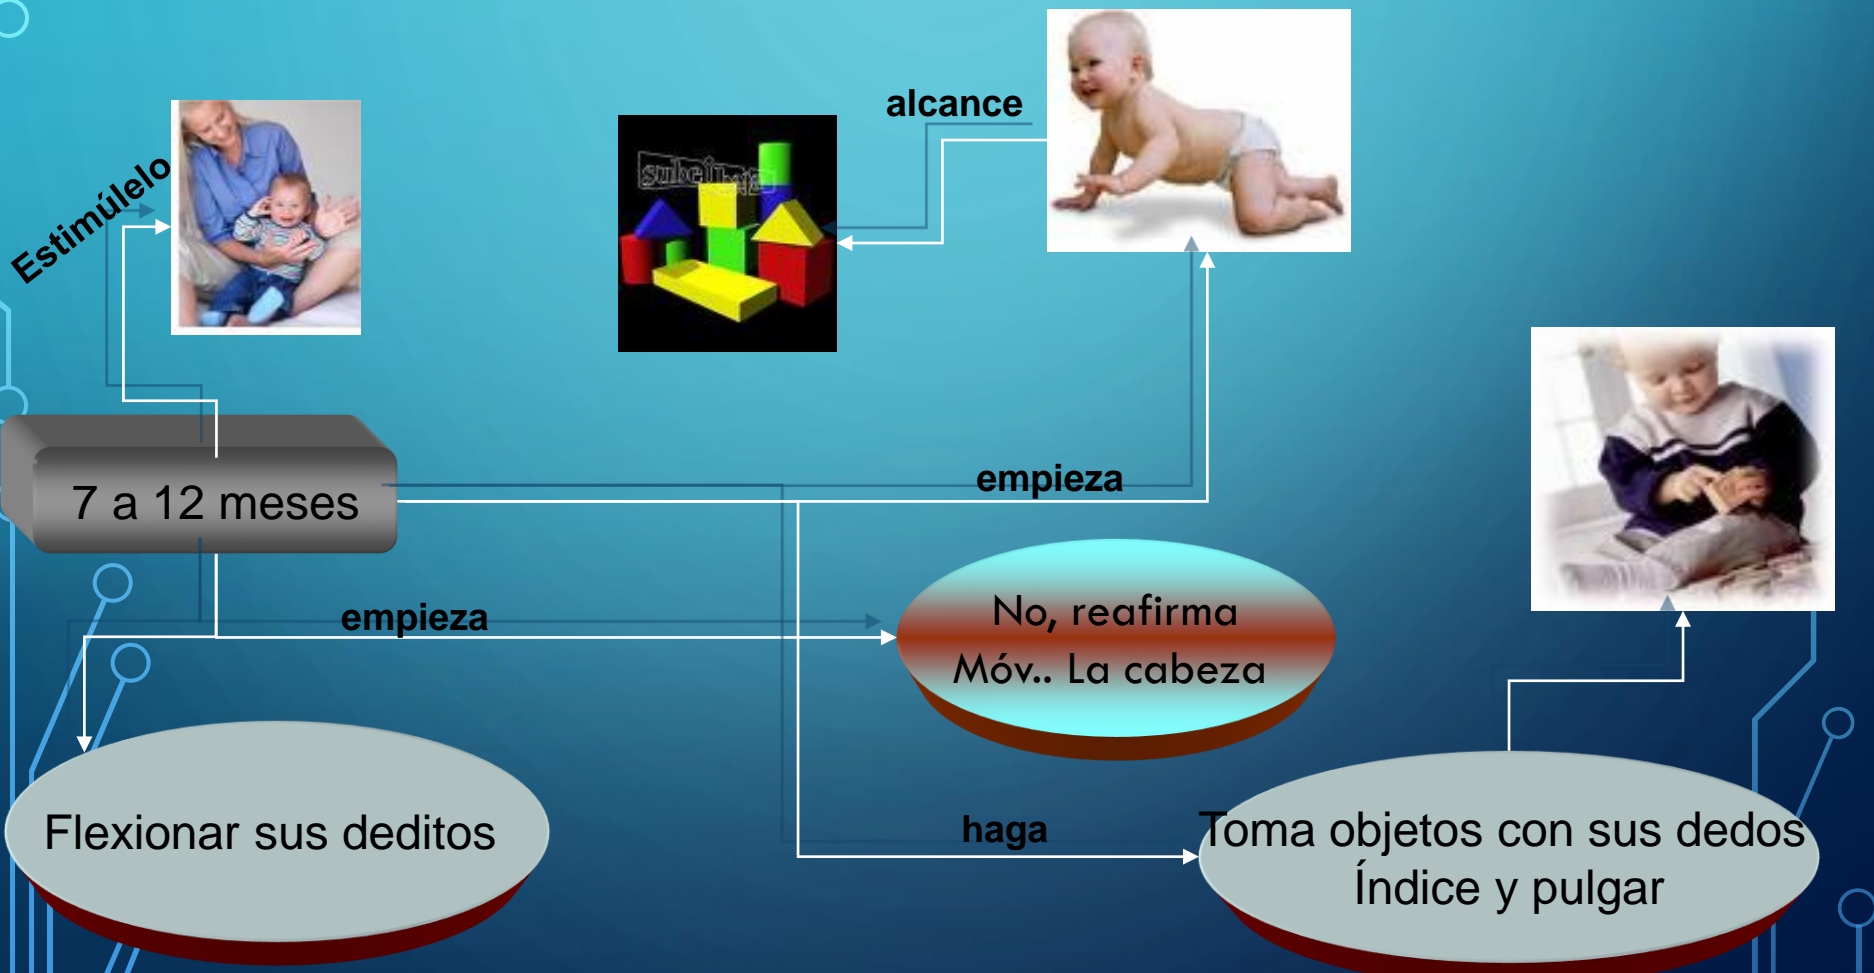 alcance
Estimúlelo
empieza
7 a 12 meses
empieza
No, reafirma
Móv.. La cabeza
Flexionar sus deditos
haga
Toma objetos con sus dedos
Índice y pulgar